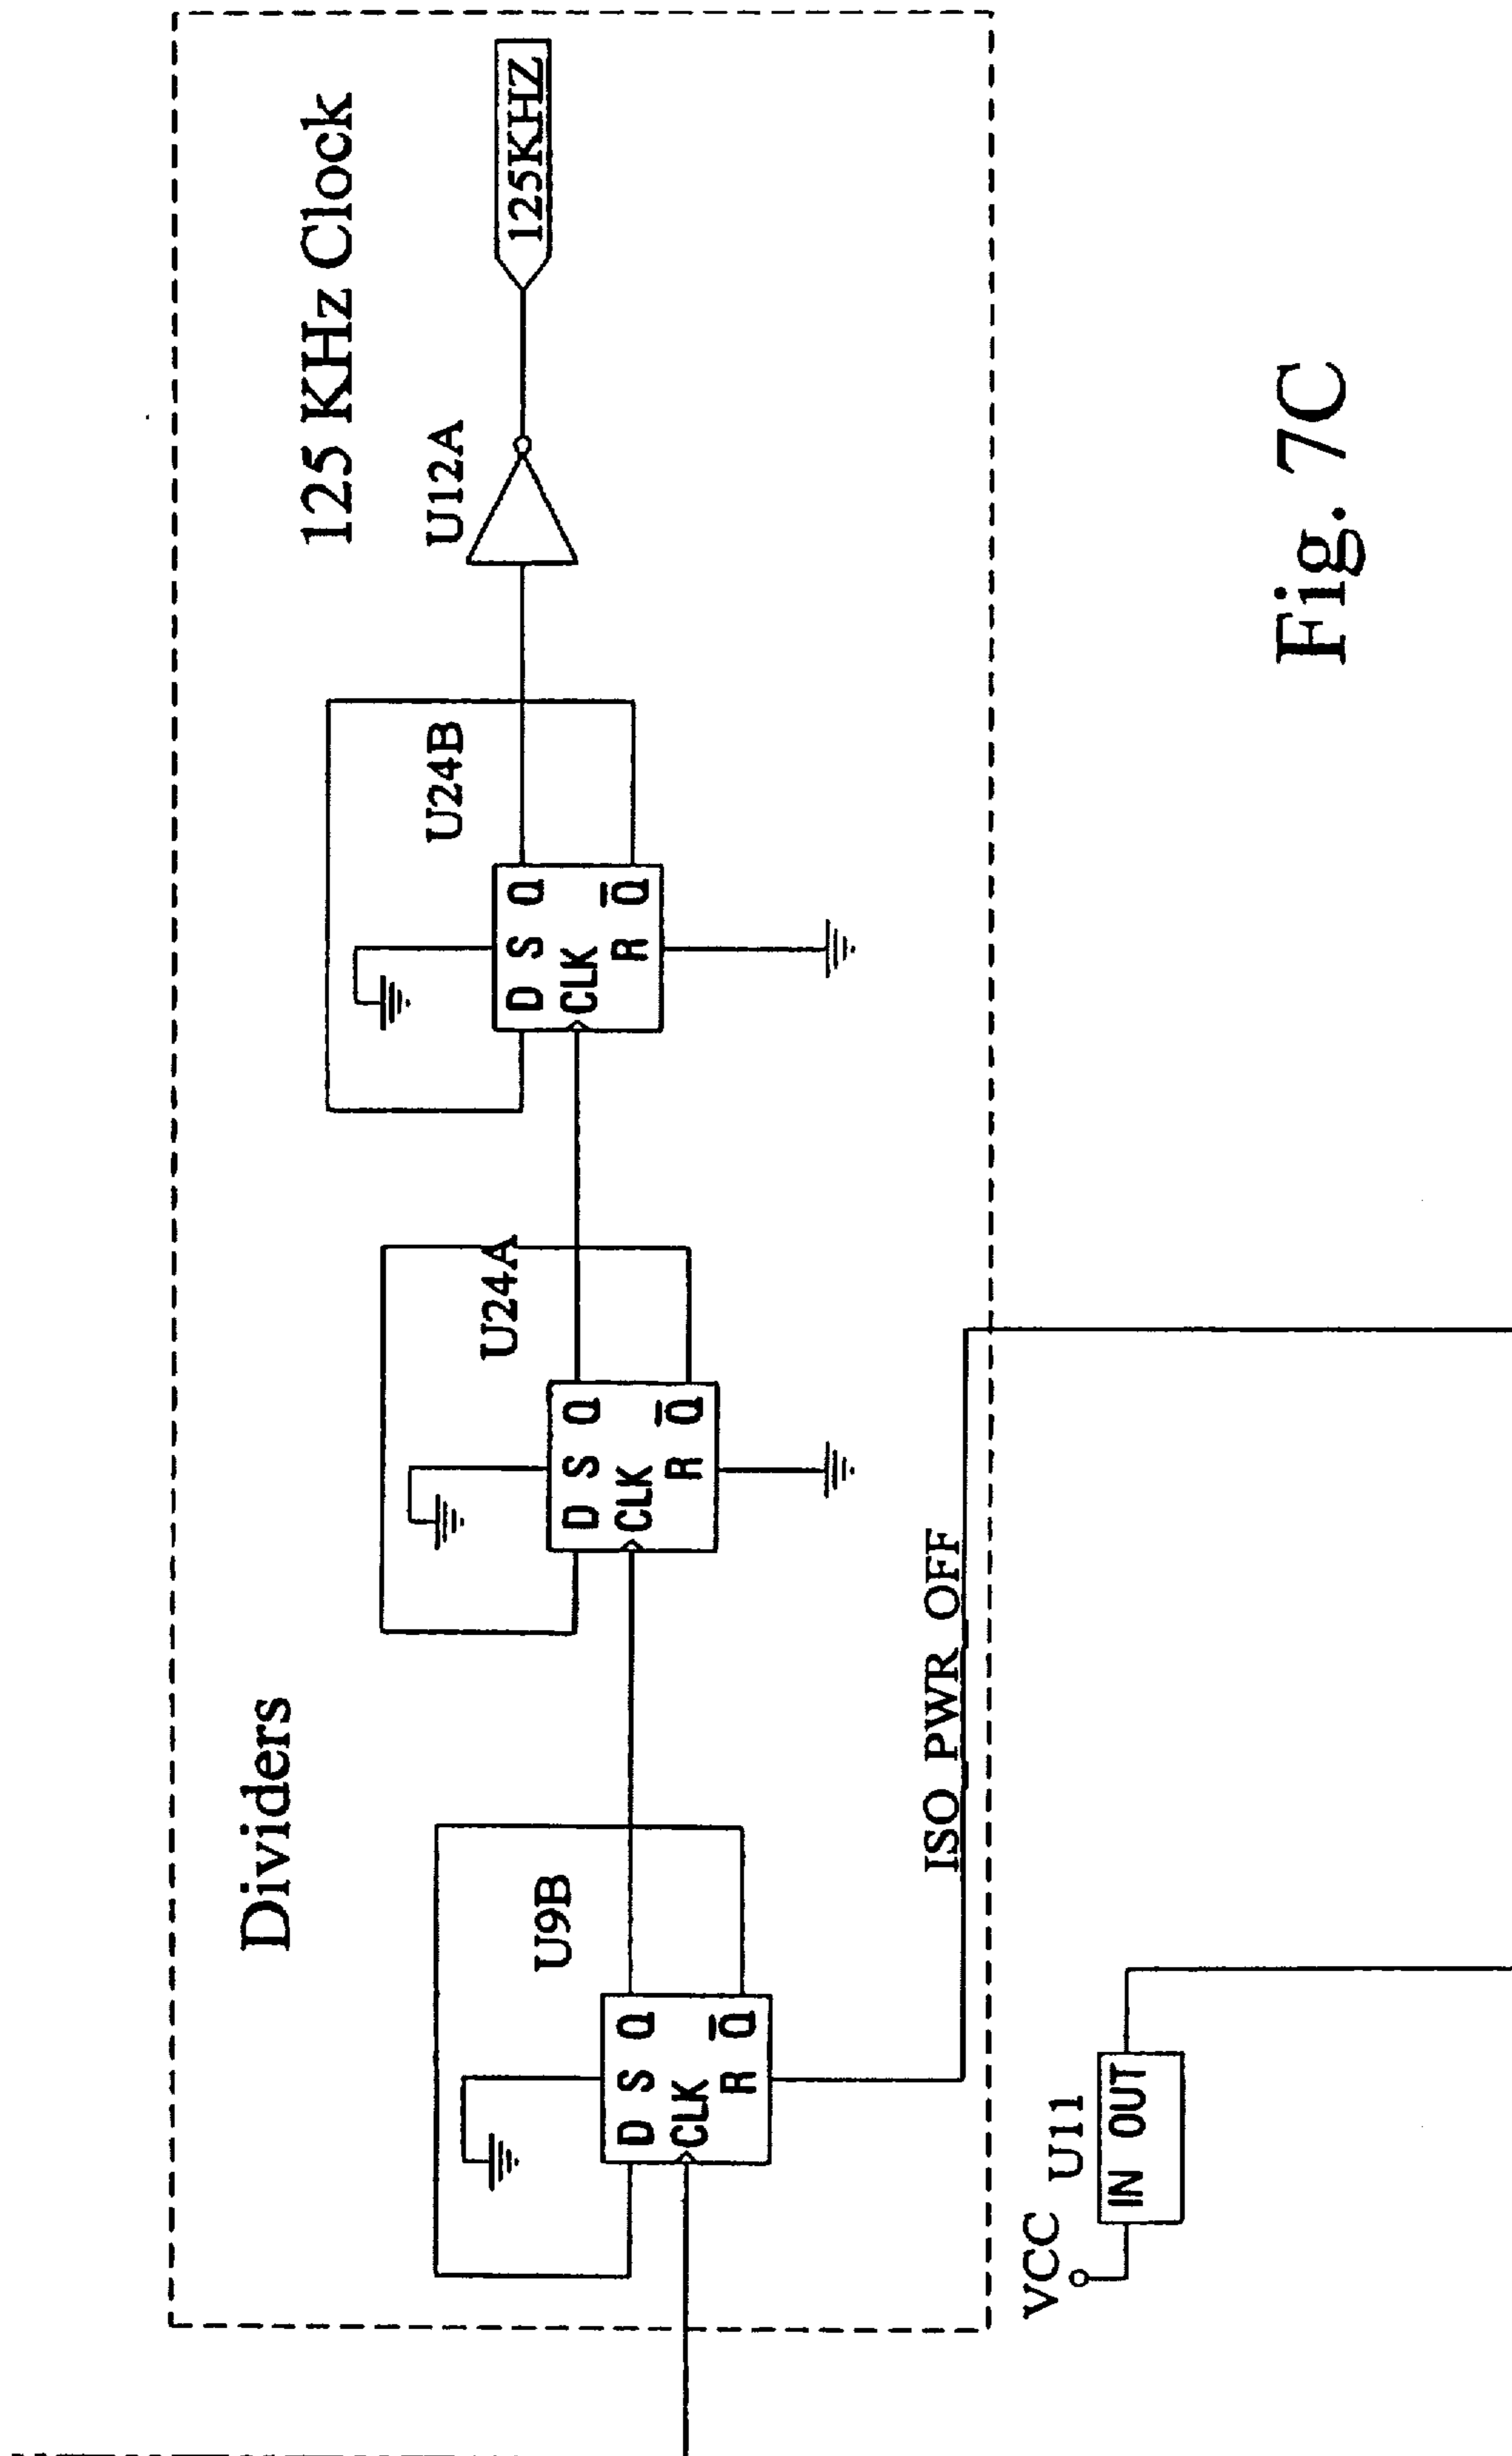 Dividers
125 KHz Clock
U9B
D S Q
CLK
R Q̅
U24A
D S Q
CLK
R Q̅
U24B
D S Q
CLK
R Q̅
U12A
125KHZ
ISO PWR OFF
VCC
U11
IN OUT
Fig. 7C